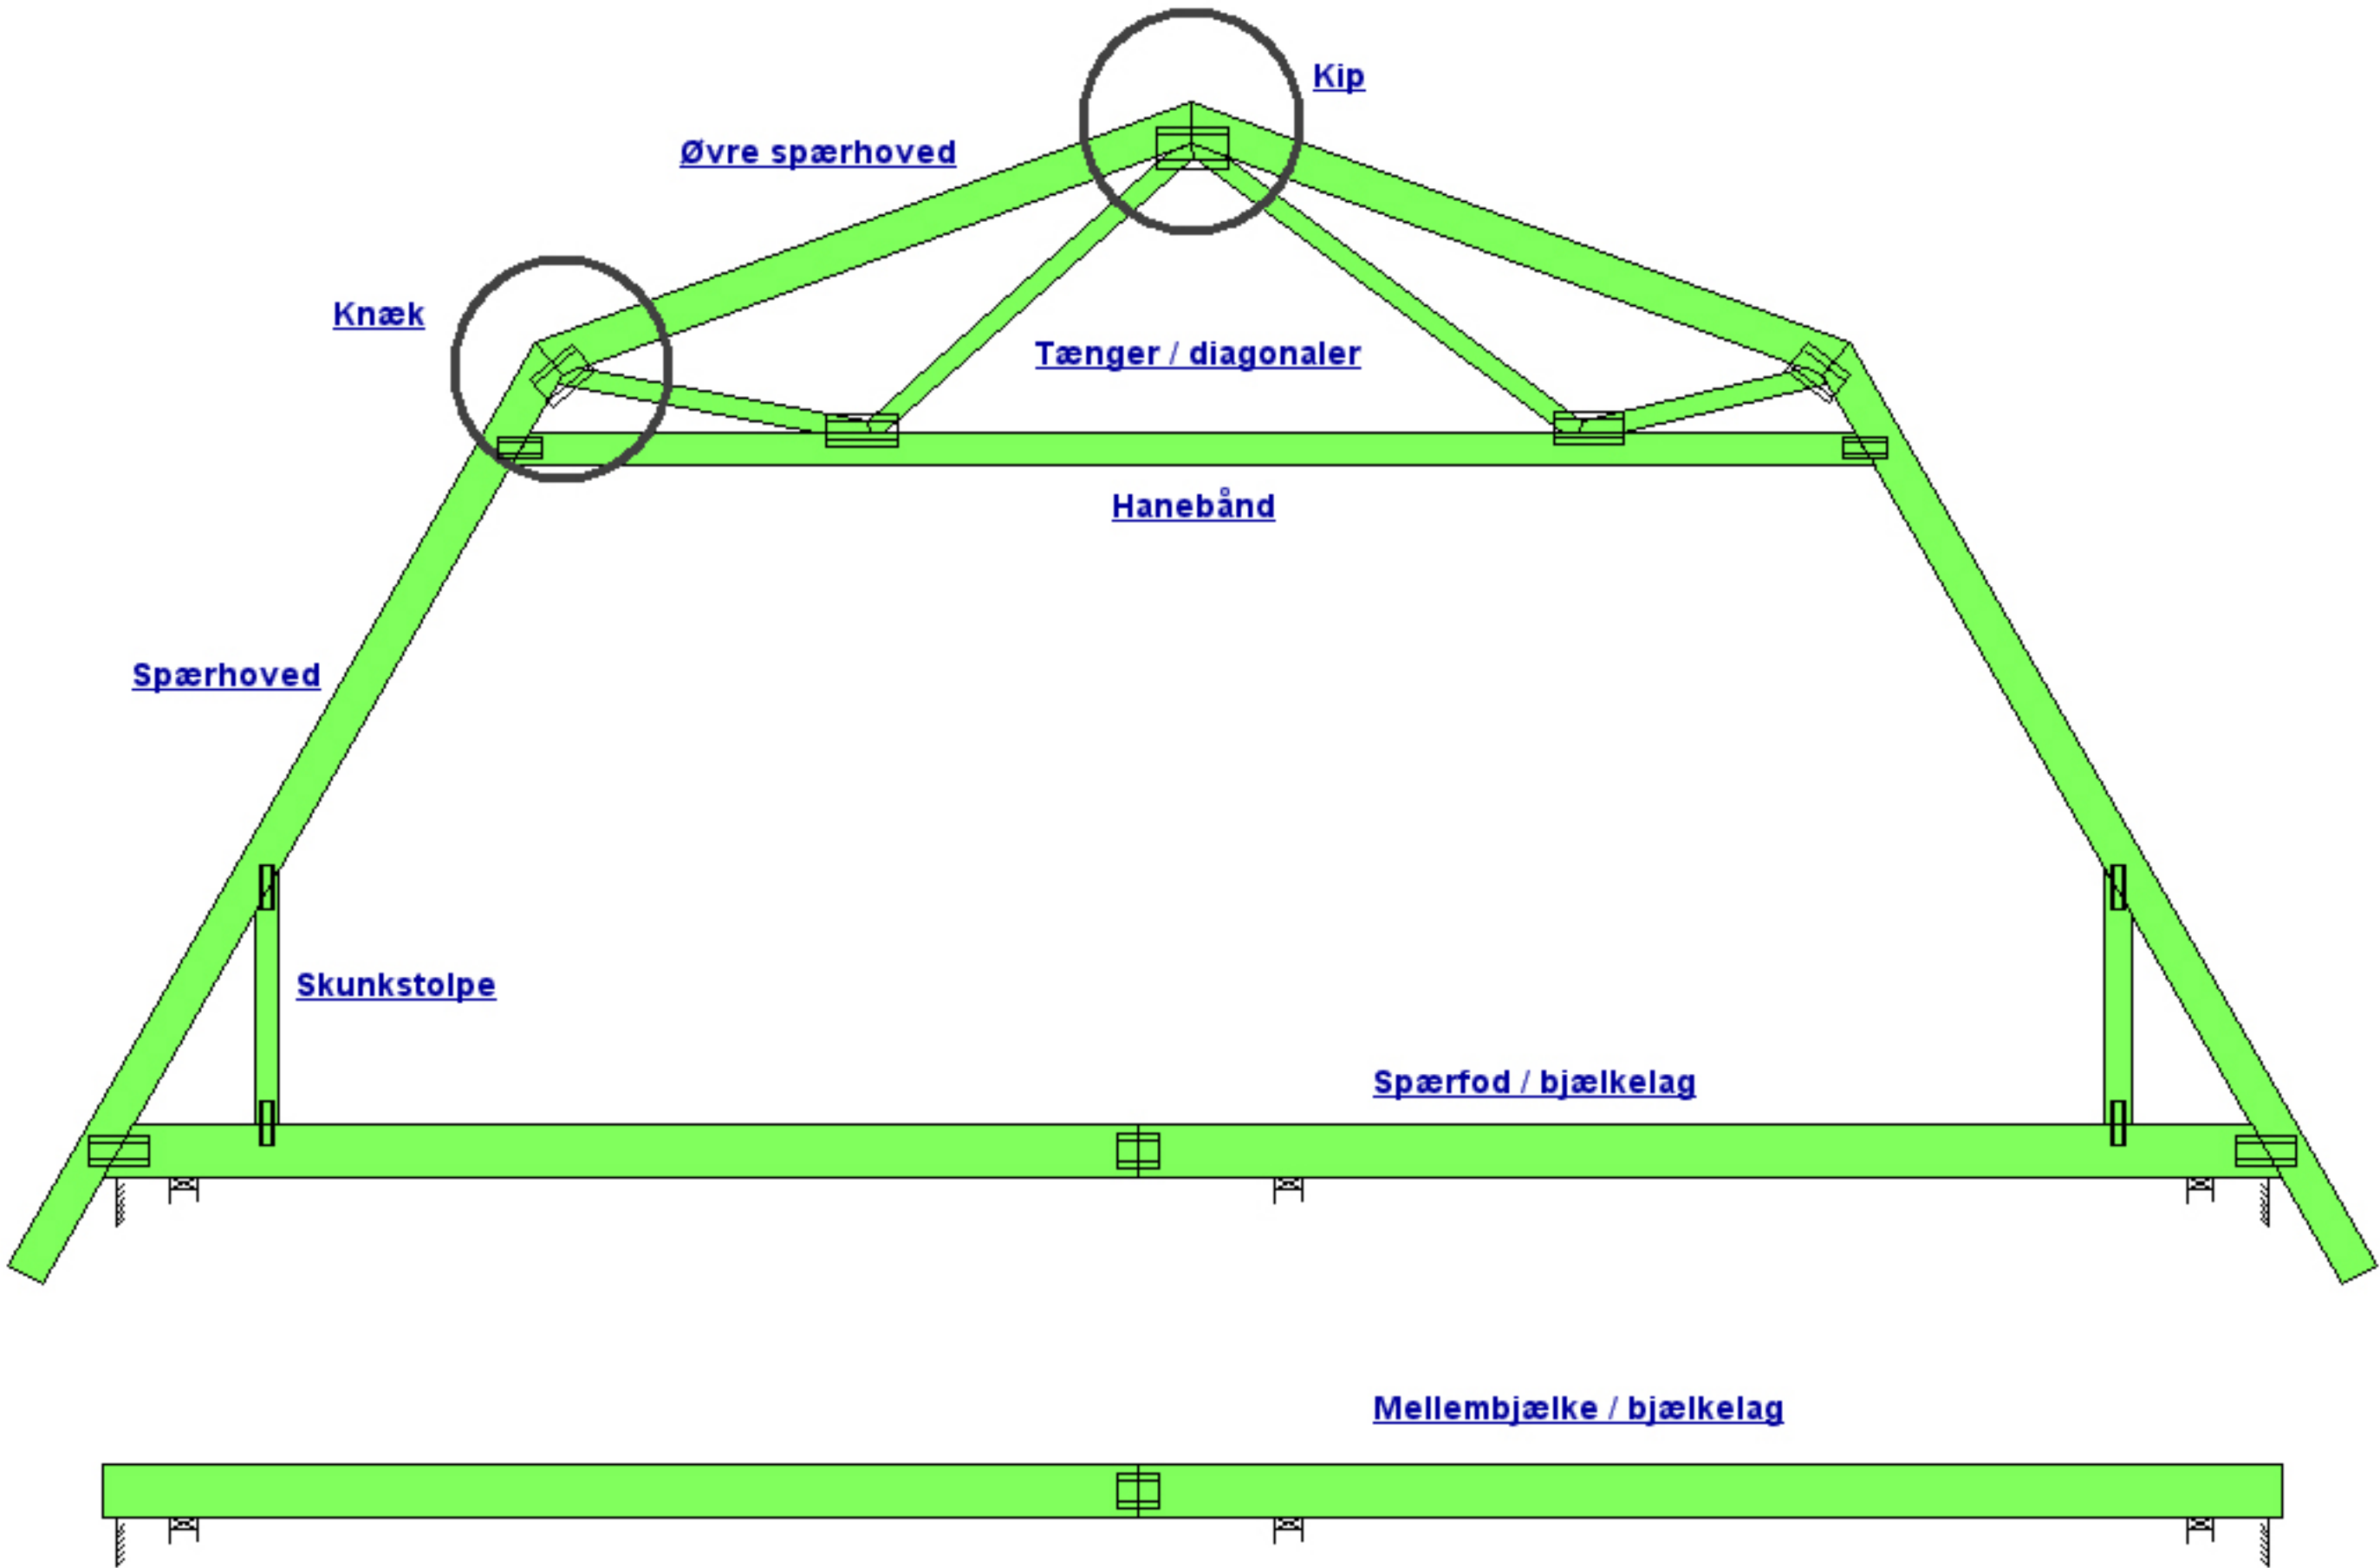 Kip
Øvre spærhoved
Knæk
Tænger / diagonaler
Hanebånd
Spærhoved
Skunkstolpe
Spærfod / bjælkelag
Mellembjælke / bjælkelag